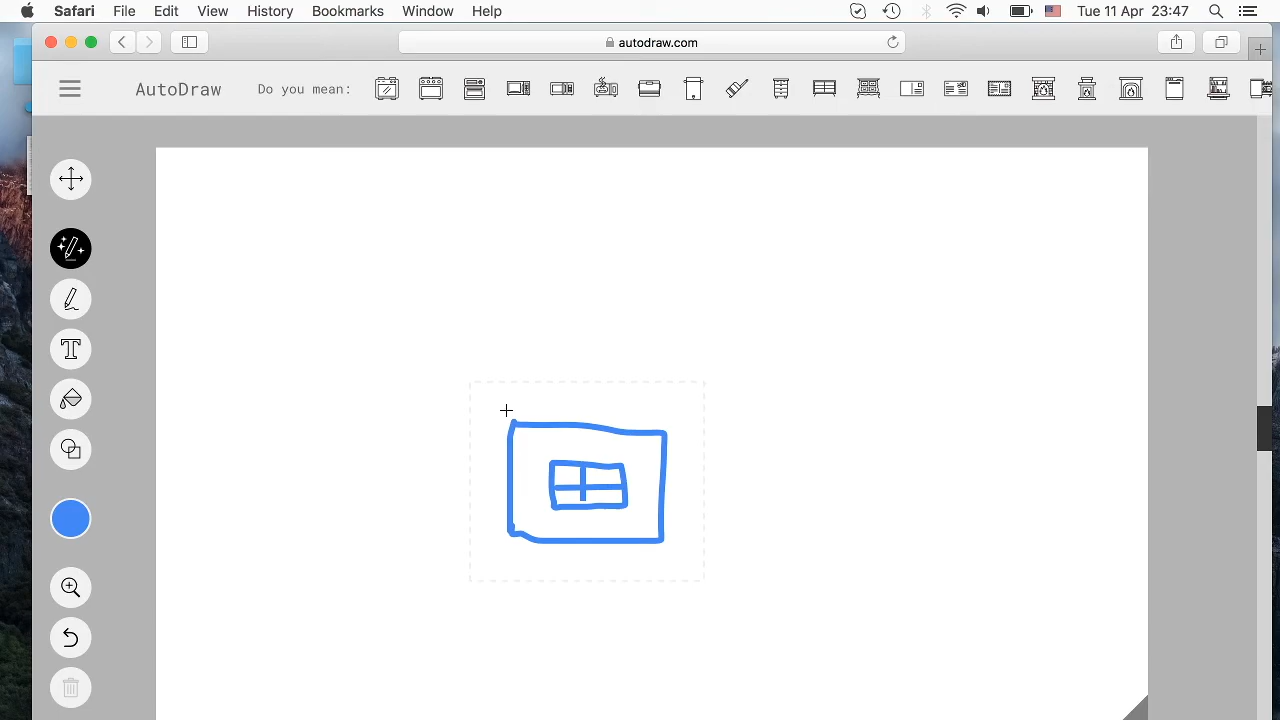 Safari File Edit View History Bookmarks Window Help Tue 11 Apr 23:47
autodraw.com
AutoDraw Do you mean:
T